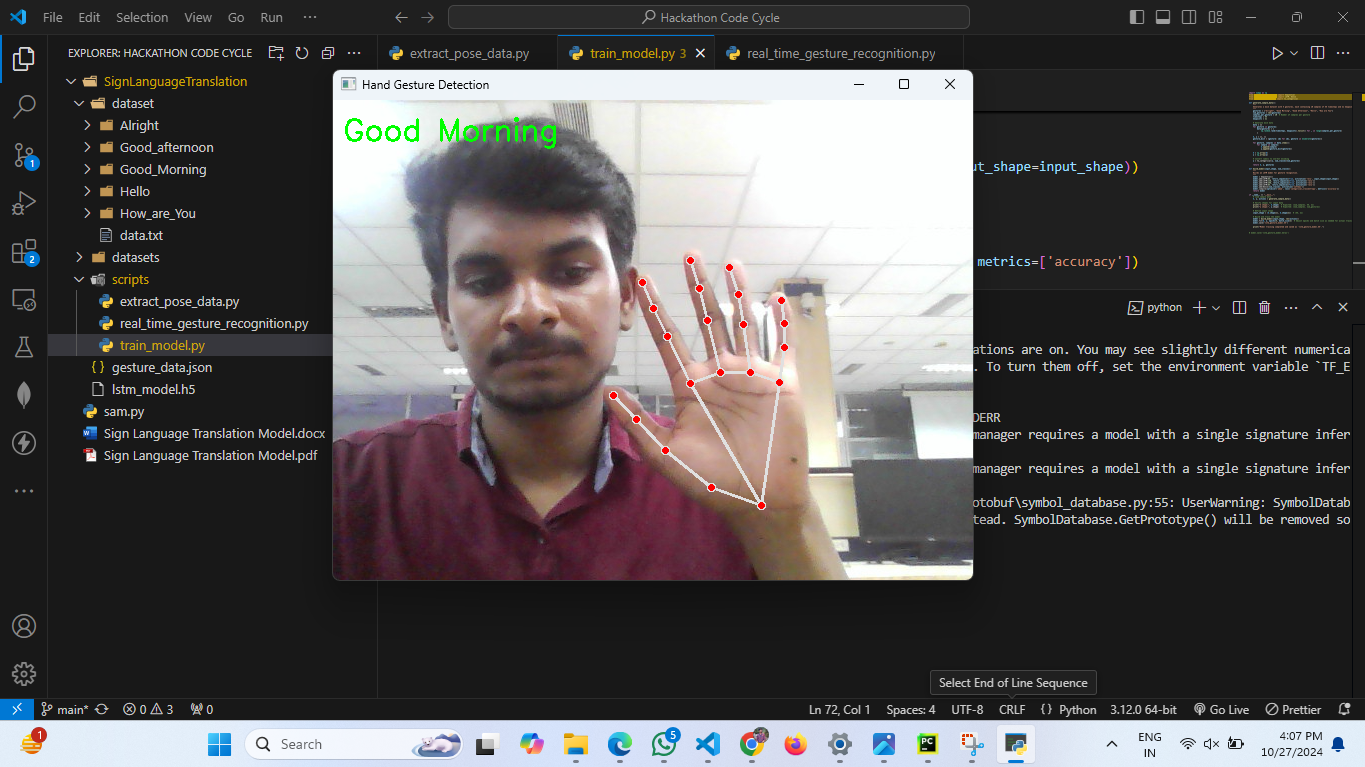 File Edit Selection View Go Run ···
Hackathon Code Cycle
EXPLORER: HACKATHON CODE CYCLE
extract_pose_data.py
train_model.py 3
real_time_gesture_recognition.py
SignLanguageTranslation
dataset
Alright
Good_afternoon
Good_Morning
Hello
How_are_You
data.txt
datasets
scripts
extract_pose_data.py
real_time_gesture_recognition.py
train_model.py
gesture_data.json
lstm_model.h5
sam.py
Sign Language Translation Model.docx
Sign Language Translation Model.pdf
1
2
Hand Gesture Detection
Good Morning
ut_shape=input_shape))
metrics=['accuracy'])
python
ations are on. You may see slightly different numerica
. To turn them off, set the environment variable `TF_E
DERR
manager requires a model with a single signature infer
manager requires a model with a single signature infer
otobuf\symbol_database.py:55: UserWarning: SymbolDatab
tead. SymbolDatabase.GetPrototype() will be removed so
Select End of Line Sequence
main* 0 3 0
Ln 72, Col 1 Spaces: 4 UTF-8 CRLF {} Python 3.12.0 64-bit Go Live Prettier
1
Search
5
PC
ENG
IN
4:07 PM
10/27/2024